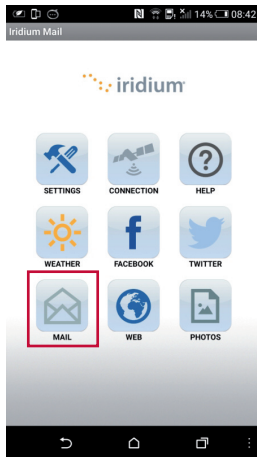 14% 08:42
Iridium Mail
iridium
SETTINGS CONNECTION HELP
WEATHER FACEBOOK TWITTER
MAIL WEB PHOTOS